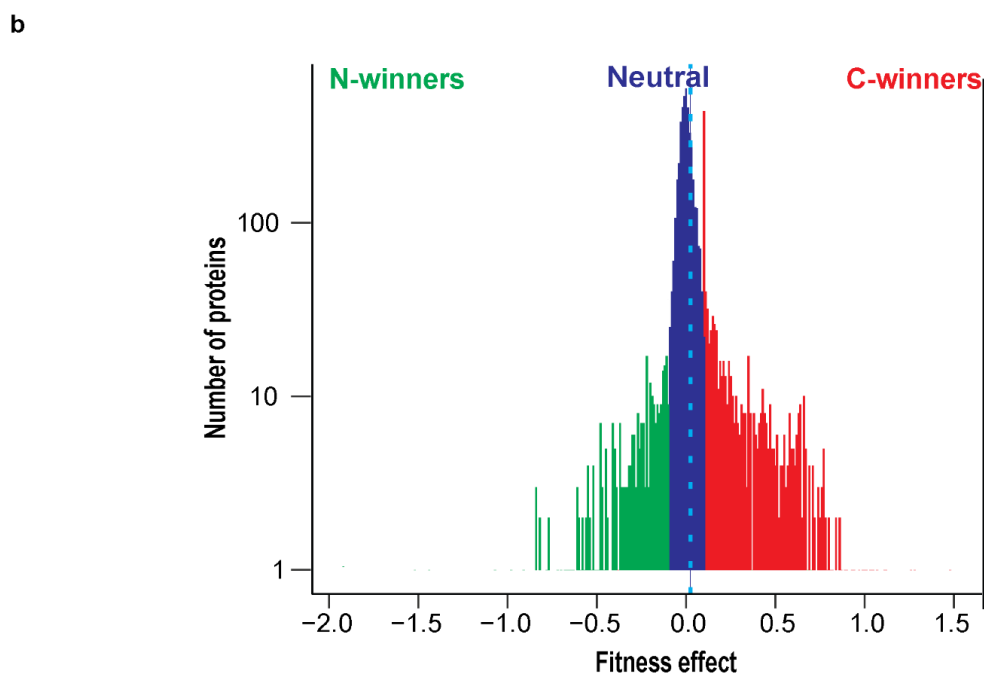 b
N-winners Neutral C-winners
Number of proteins
100
10
1
−2.0 −1.5 −1.0 −0.5 0.0 0.5 1.0 1.5
Fitness effect